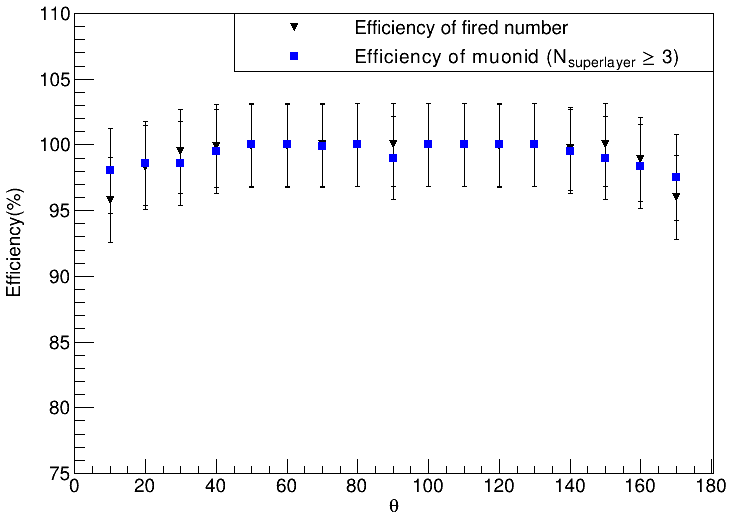 110
105
100
95
90
85
80
75
Efficiency(%)
Efficiency of fired number
Efficiency of muonid (Nsuperlayer ≥ 3)
0 20 40 60 80 100 120 140 160 180
θ